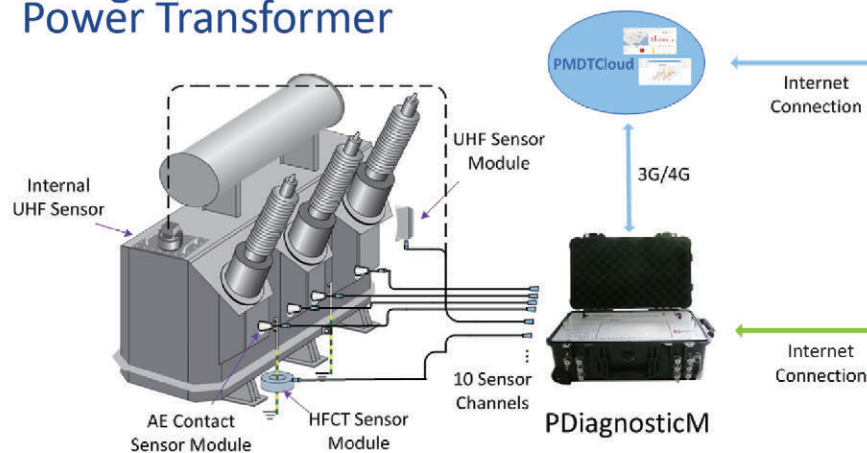 Power Transformer
PMDTCloud
Internet
Connection
UHF Sensor
Module
3G/4G
Internal
UHF Sensor
Internet
Connection
10 Sensor
Channels
AE Contact
Sensor Module
HFCT Sensor
Module
PDiagnosticM